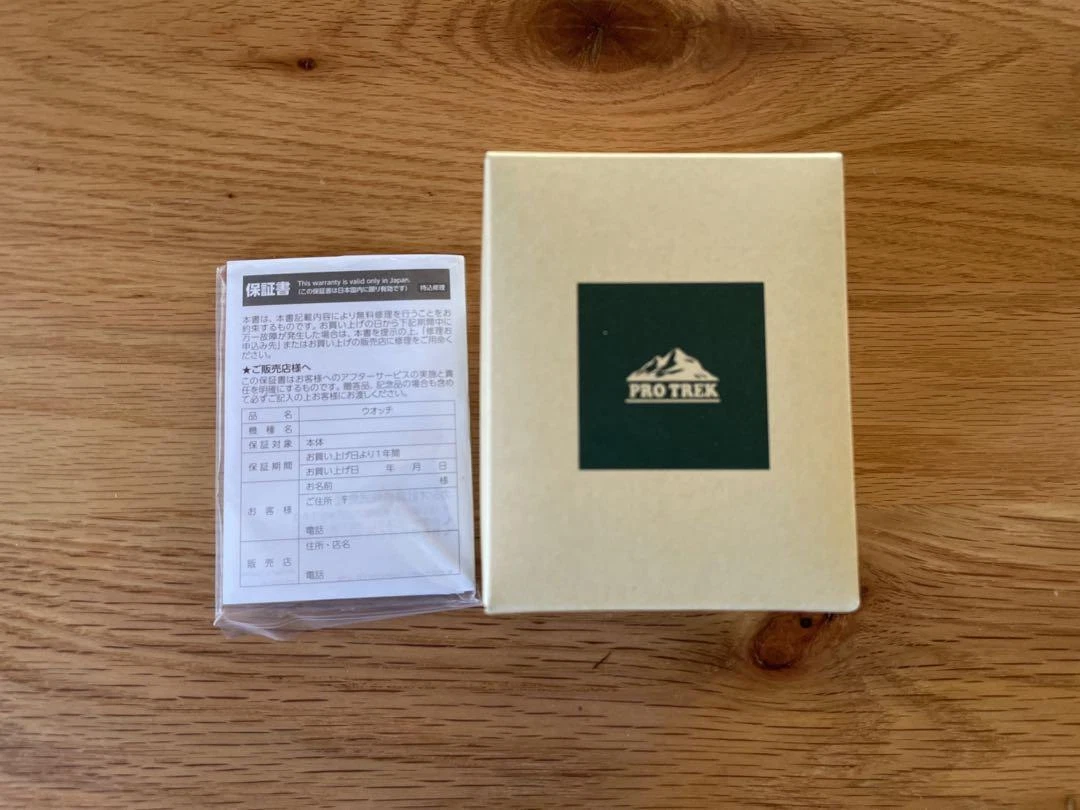 保証書
This warranty is valid only in Japan.
(この保証書は日本国内に限り有効です)
持込修理
本書は、本書記載内容により無料修理を行うことをお
約束するものです。お買い上げの日から下記期間中に
万一故障が発生した場合は、本書を提示の上、「修理お
申込み先」またはお買い上げの販売店に修理をご用命く
ださい。
★ご販売店様へ
この保証書はお客様へのアフターサービスの実施と責
任を明確にするものです。贈答品、記念品の場合も含め
て必ずご記入の上お客様にお渡しください。
品名 ウオッチ
機種名
保証対象 本体
保証期間 お買い上げ日より1年間
お買い上げ日 年 月 日
お客様 お名前 様
ご住所 〒
電話
販売店 住所・店名
電話
PRO TREK